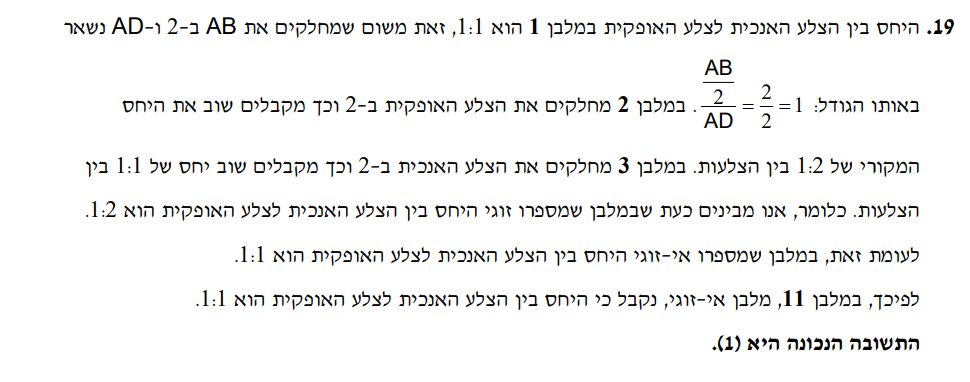 19. היחס בין הצלע האנכית לצלע האופקית במלבן 1 הוא 1:1, זאת משום שמחלקים את AB ב-2 ו-AD נשאר
באותו הגודל: (AB/2)/AD = 2/2 = 1. במלבן 2 מחלקים את הצלע האופקית ב-2 וכך מקבלים שוב את היחס
המקורי של 1:2 בין הצלעות. במלבן 3 מחלקים את הצלע האנכית ב-2 וכך מקבלים שוב יחס של 1:1 בין
הצלעות. כלומר, אנו מבינים כעת שבמלבן שמספרו זוגי היחס בין הצלע האנכית לצלע האופקית הוא 1:2.
לעומת זאת, במלבן שמספרו אי-זוגי היחס בין הצלע האנכית לצלע האופקית הוא 1:1.
לפיכך, במלבן 11, מלבן אי-זוגי, נקבל כי היחס בין הצלע האנכית לצלע האופקית הוא 1:1.
התשובה הנכונה היא (1).